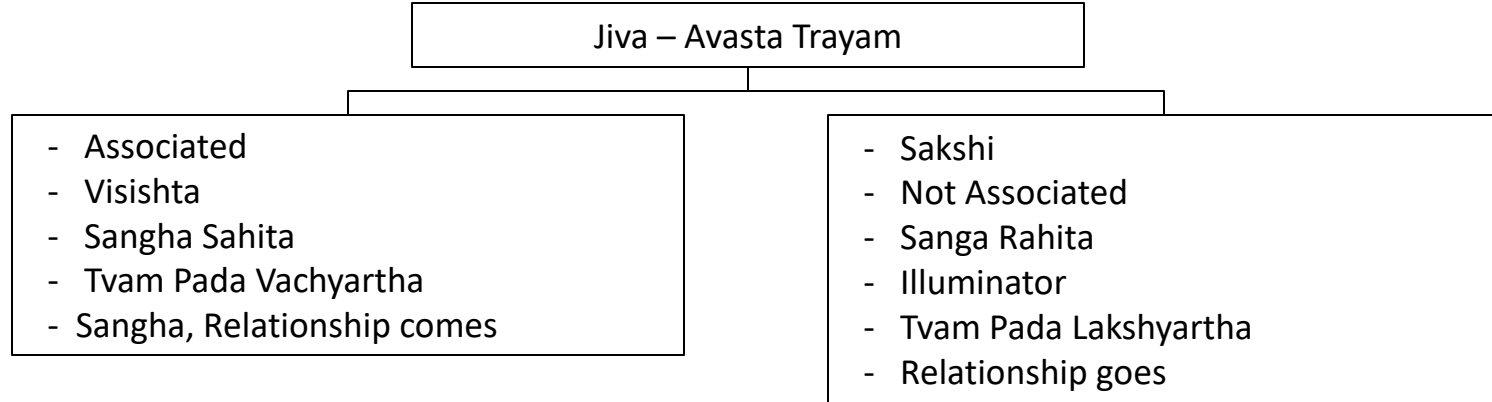 Jiva – Avasta Trayam
- Associated
- Visishta
- Sangha Sahita
- Tvam Pada Vachyartha
- Sangha, Relationship comes
- Sakshi
- Not Associated
- Sanga Rahita
- Illuminator
- Tvam Pada Lakshyartha
- Relationship goes